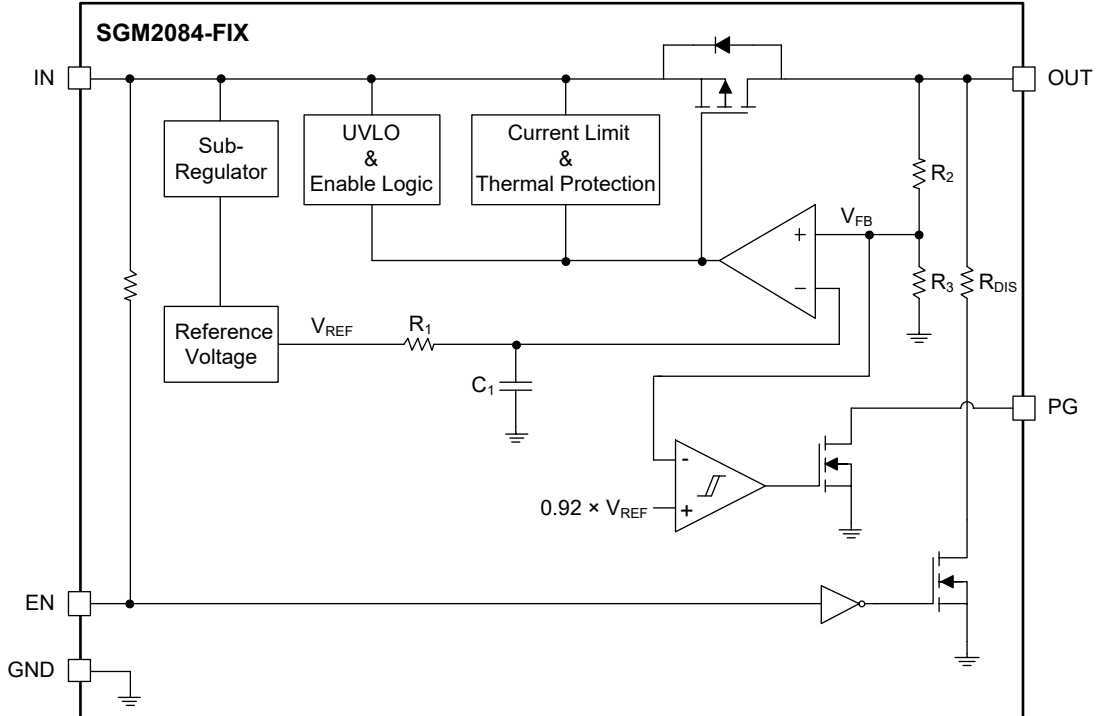 SGM2084-FIX
IN
OUT
Sub-
Regulator
UVLO
&
Enable Logic
Current Limit
&
Thermal Protection
R2
VFB
+
−
R3
RDIS
Reference
Voltage
VREF
R1
C1
PG
-
0.92 × VREF
+
EN
GND